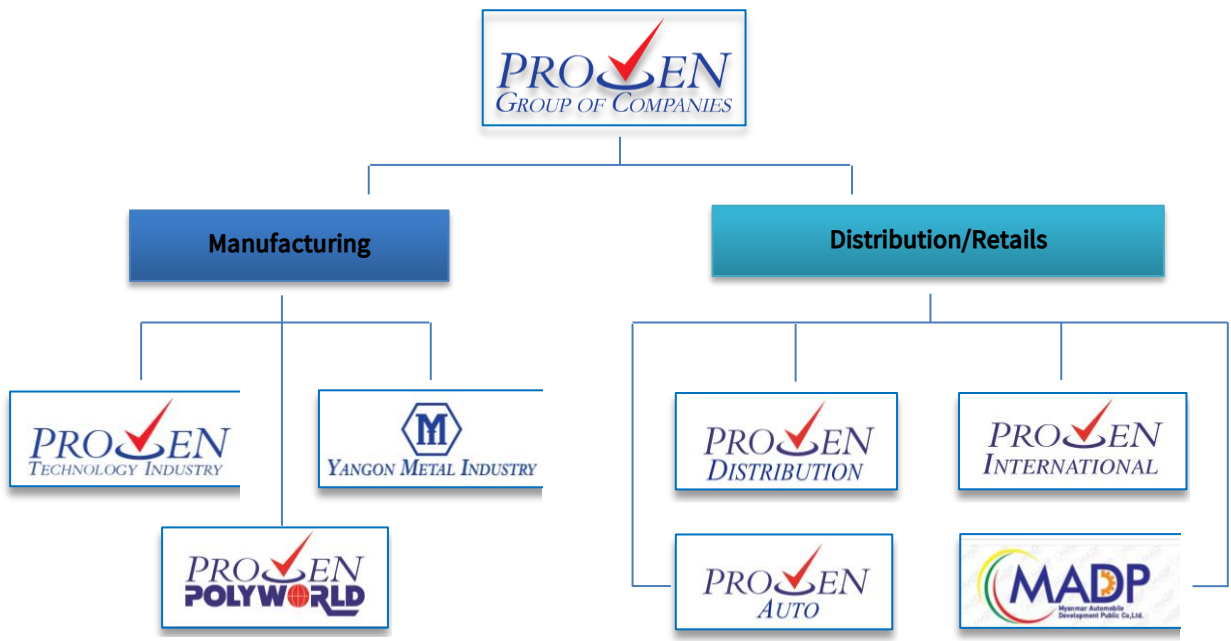 PROVEN
GROUP OF COMPANIES
Manufacturing
Distribution/Retails
PROVEN
TECHNOLOGY INDUSTRY
YANGON METAL INDUSTRY
PROVEN
POLYWORLD
PROVEN
DISTRIBUTION
PROVEN
INTERNATIONAL
PROVEN
AUTO
MADP
Myanmar Automobile
Development Public Co,Ltd.